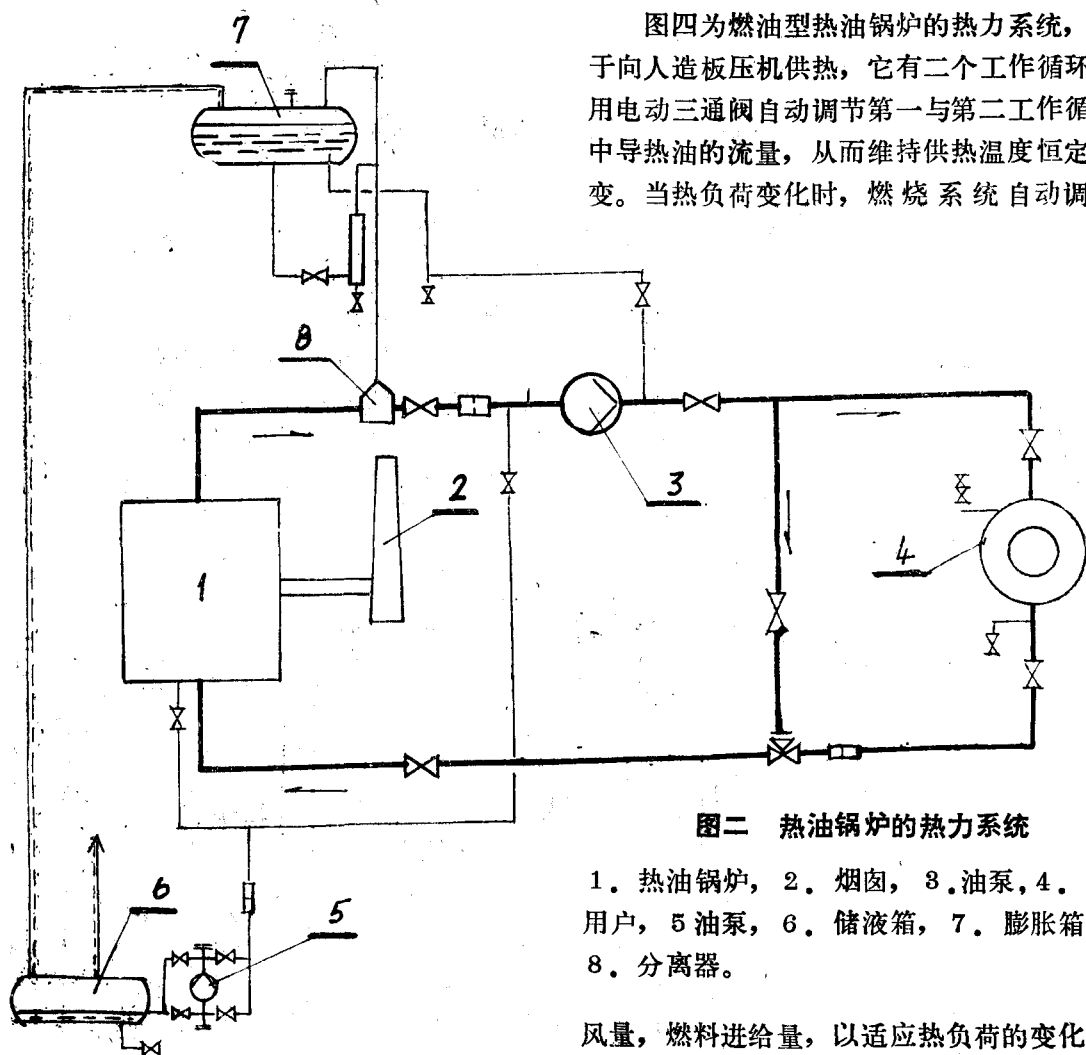 图四为燃油型热油锅炉的热力系统，
于向人造板压机供热，它有二个工作循环
用电动三通阀自动调节第一与第二工作循
中导热油的流量，从而维持供热温度恒定
变。当热负荷变化时，燃烧系统自动调
7
8
2
3
4
1
6
5
图二 热油锅炉的热力系统
1. 热油锅炉，2. 烟囱，3.油泵，4.
用户，5油泵，6. 储液箱，7. 膨胀箱
8. 分离器。
风量，燃料进给量，以适应热负荷的变化